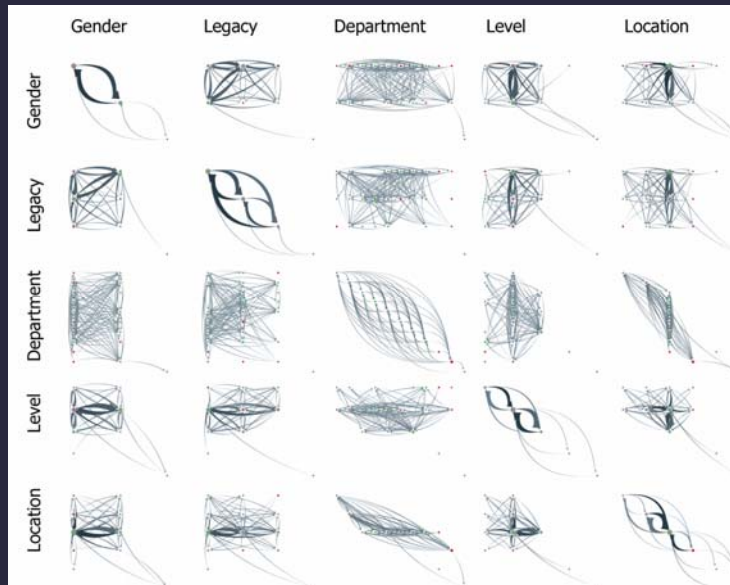 Gender Legacy Department Level Location
Gender
Legacy
Department
Level
Location